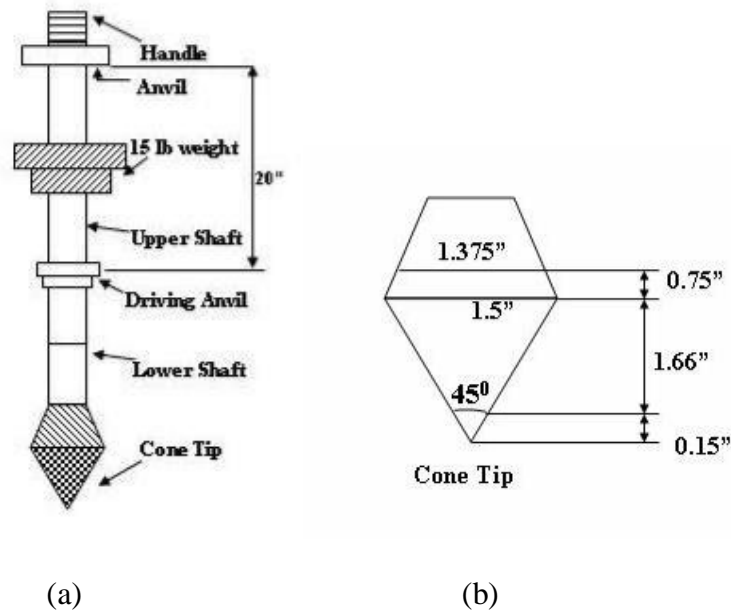 Handle
Anvil
15 lb weight
20"
Upper Shaft
Driving Anvil
Lower Shaft
Cone Tip
1.375”
0.75”
1.5”
1.66”
45⁰
0.15”
Cone Tip
(a)
(b)